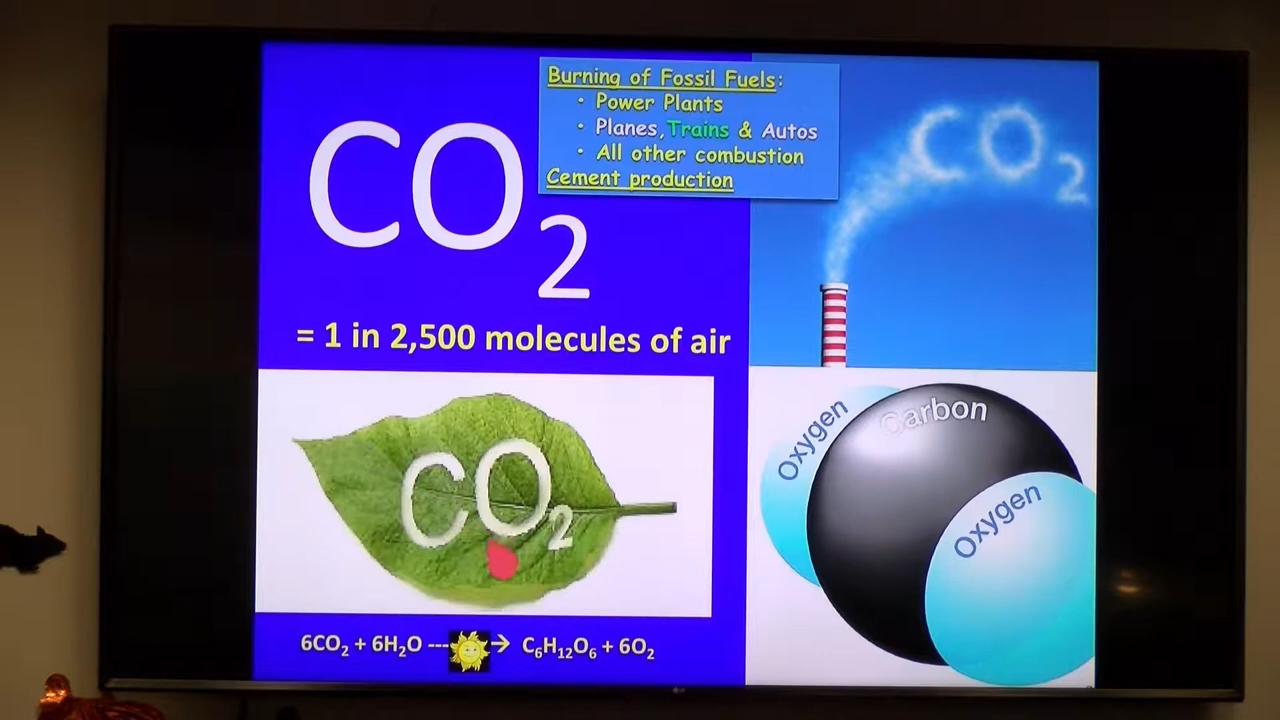 Burning of Fossil Fuels:
• Power Plants
• Planes, Trains & Autos
• All other combustion
Cement production
CO₂
= 1 in 2,500 molecules of air
CO₂
CO₂
6CO₂ + 6H₂O ---→ C₆H₁₂O₆ + 6O₂
Oxygen
Carbon
Oxygen